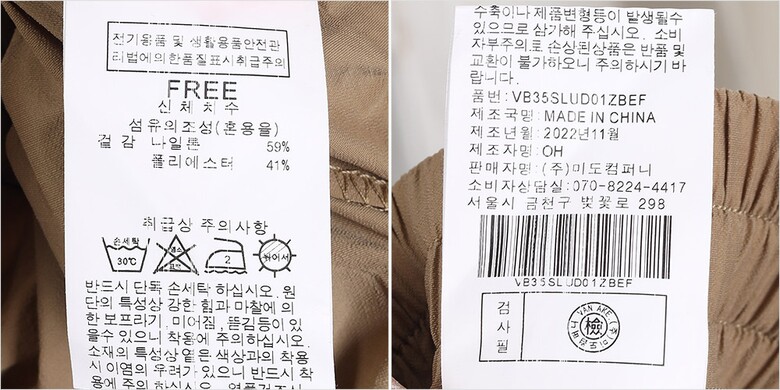 전기용품 및 생활용품안전관
리법에의한품질표시취급주의
FREE
신체치수
섬유의조성(혼용율)
겉감 나일론 59%
폴리에스터 41%
취급상 주의사항
손세탁
30℃
염소
표백
2
뉘어서
반드시 단독 손세탁 하십시오. 원
단의 특성상 강한 힘과 마찰에 의
한 보프라기, 미어짐, 뜯김등이 있
을수 있으니 착용에 주의하십시오.
소재의 특성상 옅은 색상과의 착용
시 이염의 우려가 있으니 반드시 착
용에 주의 하십시오.
수축이나 제품변형등이 발생될수
있으므로 삼가해 주십시오. 소비
자부주의로 손상된상품은 반품 및
교환이 불가하오니 주의하시기 바
랍니다.
품번: VB35SLUD01ZBEF
제조국명: MADE IN CHINA
제조년월: 2022년11월
제조자명: OH
판매자명: (주)미도컴퍼니
소비자상담실: 070-8224-4417
서울시 금천구 벚꽃로 298
VB35SLUD01ZBEF
검
사
필
VAN AKE.
檢